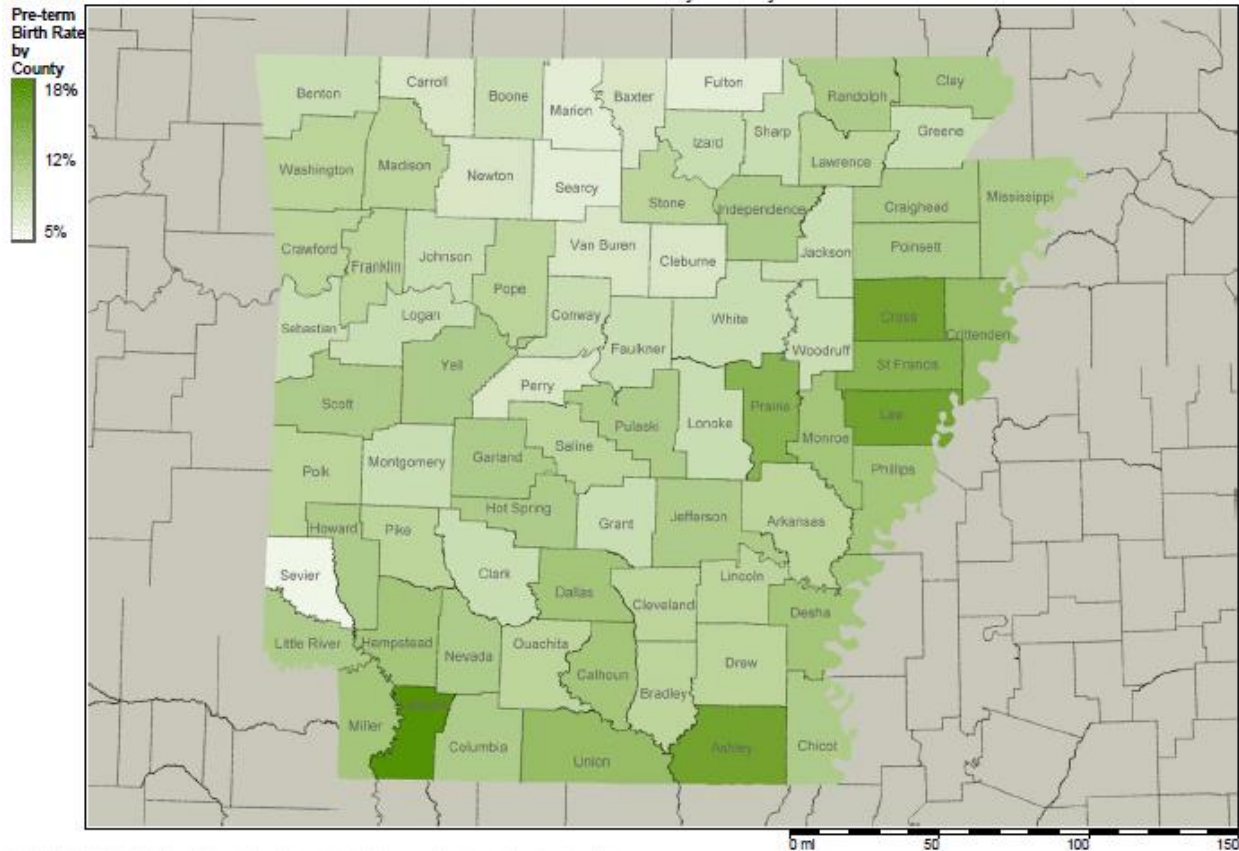 Pre-term
Birth Rate
by
County
18%
12%
5%
Benton
Carroll
Boone
Marion
Baxter
Fulton
Randolph
Clay
Izard
Sharp
Greene
Lawrence
Washington
Madison
Newton
Searcy
Stone
Independence
Craighead
Mississippi
Crawford
Franklin
Johnson
Pope
Van Buren
Cleburne
Jackson
Poinsett
Sebastian
Logan
Conway
Faulkner
White
Woodruff
Cross
Crittenden
Scott
Yell
Perry
Pulaski
Lonoke
Prairie
Monroe
St Francis
Lee
Polk
Montgomery
Garland
Saline
Phillips
Howard
Pike
Hot Spring
Grant
Jefferson
Arkansas
Sevier
Clark
Dallas
Cleveland
Lincoln
Desha
Little River
Hempstead
Nevada
Ouachita
Calhoun
Bradley
Drew
Miller
Columbia
Union
Ashley
Chicot
0 mi
50
100
150